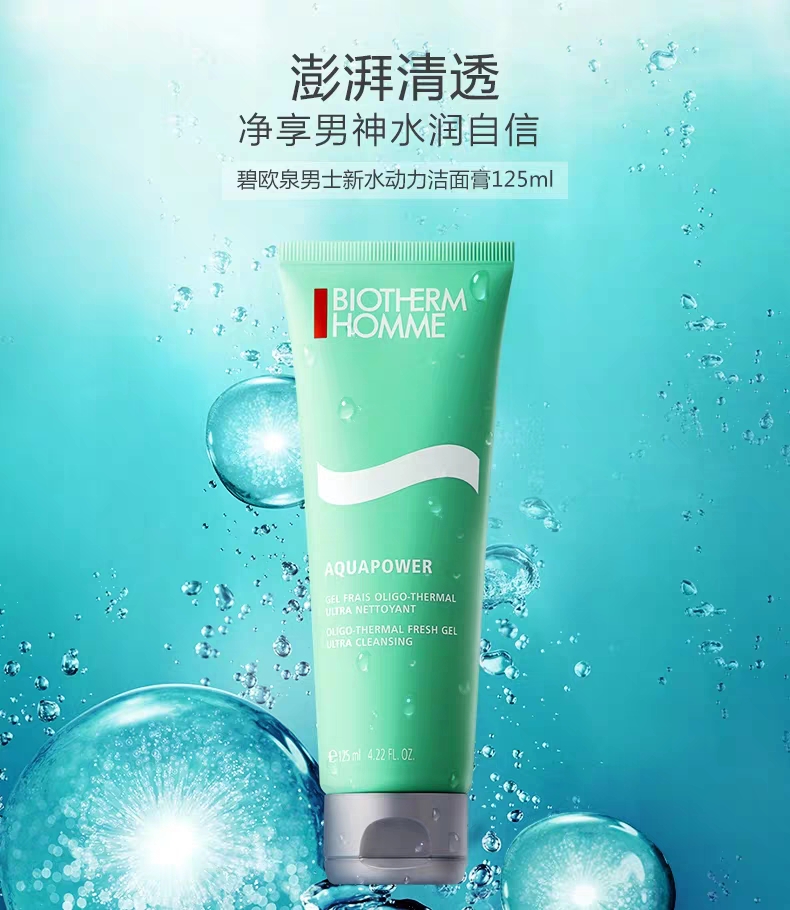 澎湃清透
净享男神水润自信
碧欧泉男士新水动力洁面膏125ml
BIOTHERM
HOMME
AQUAPOWER
GEL FRAIS OLIGO-THERMAL
ULTRA NETTOYANT
OLIGO-THERMAL FRESH GEL
ULTRA CLEANSING
℮125 ml 4.22 FL. OZ.